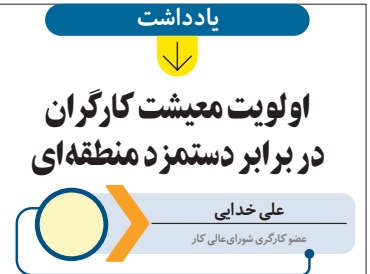 یادداشت
اولویت معیشت کارگران
در برابر دستمزد منطقه‌ای
علی خدایی
عضو کارگری شورای‌عالی کار